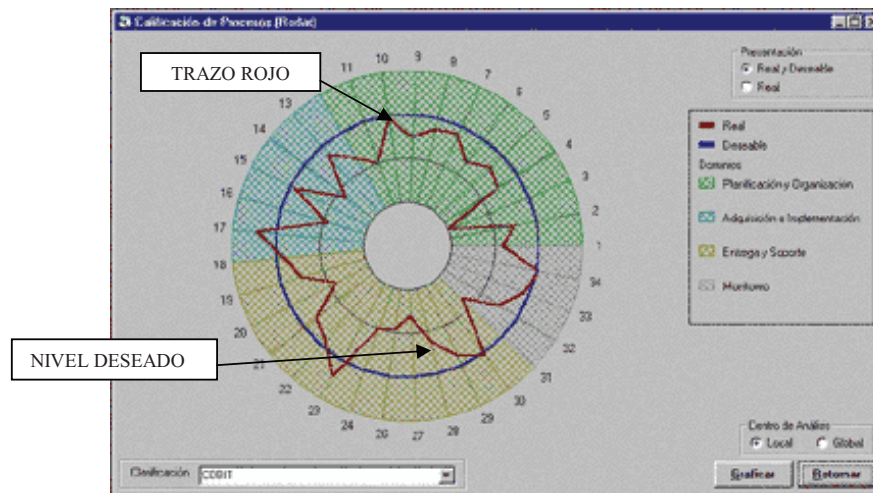 Calificación de Procesos (Radar)
TRAZO ROJO
NIVEL DESEADO
10 9 8
11 7
13 6
14 5
15 4
16 3
17 2
18 1
19 34
20 33
21 32
22 31
23 30
24 29
26 27 28
Presentación
Real y Deseable
Real
Real
Deseable
Dominios
Planificación y Organización
Adquisición e Implementación
Entrega y Soporte
Monitoreo
Centro de Análisis
Local Global
Clasificación COBIT
Graficar Retornar